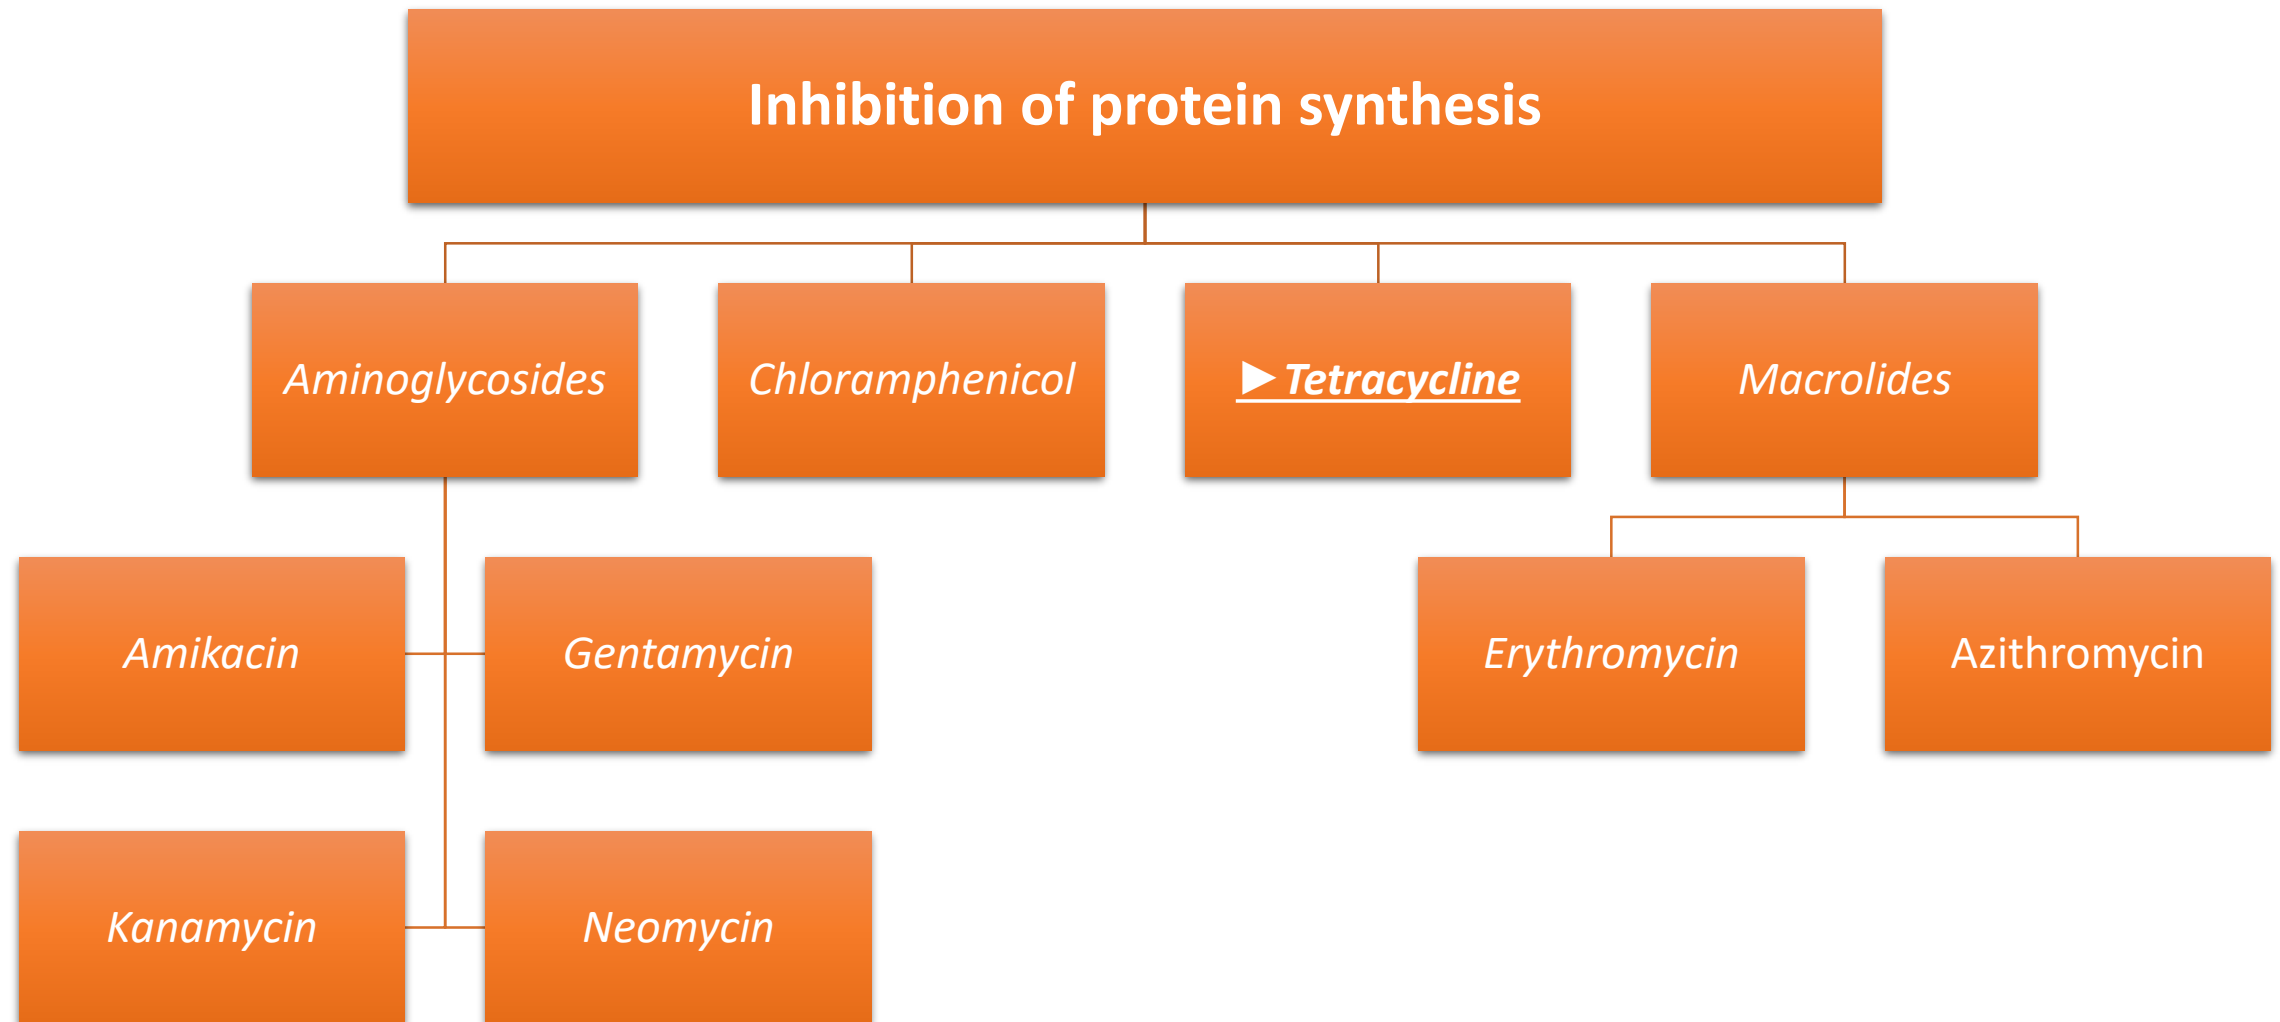 Inhibition of protein synthesis
Aminoglycosides
Chloramphenicol
►Tetracycline
Macrolides
Amikacin
Gentamycin
Erythromycin
Azithromycin
Kanamycin
Neomycin